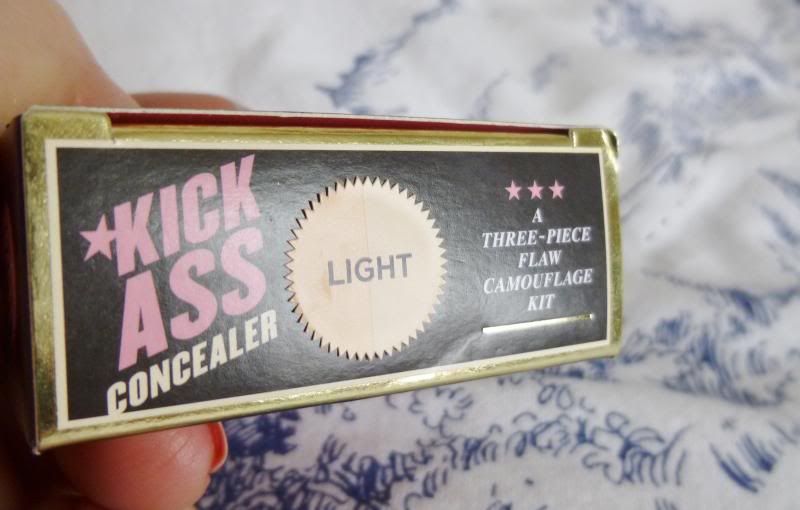 KICK
ASS
CONCEALER
LIGHT
A
THREE-PIECE
FLAW
CAMOUFLAGE
KIT